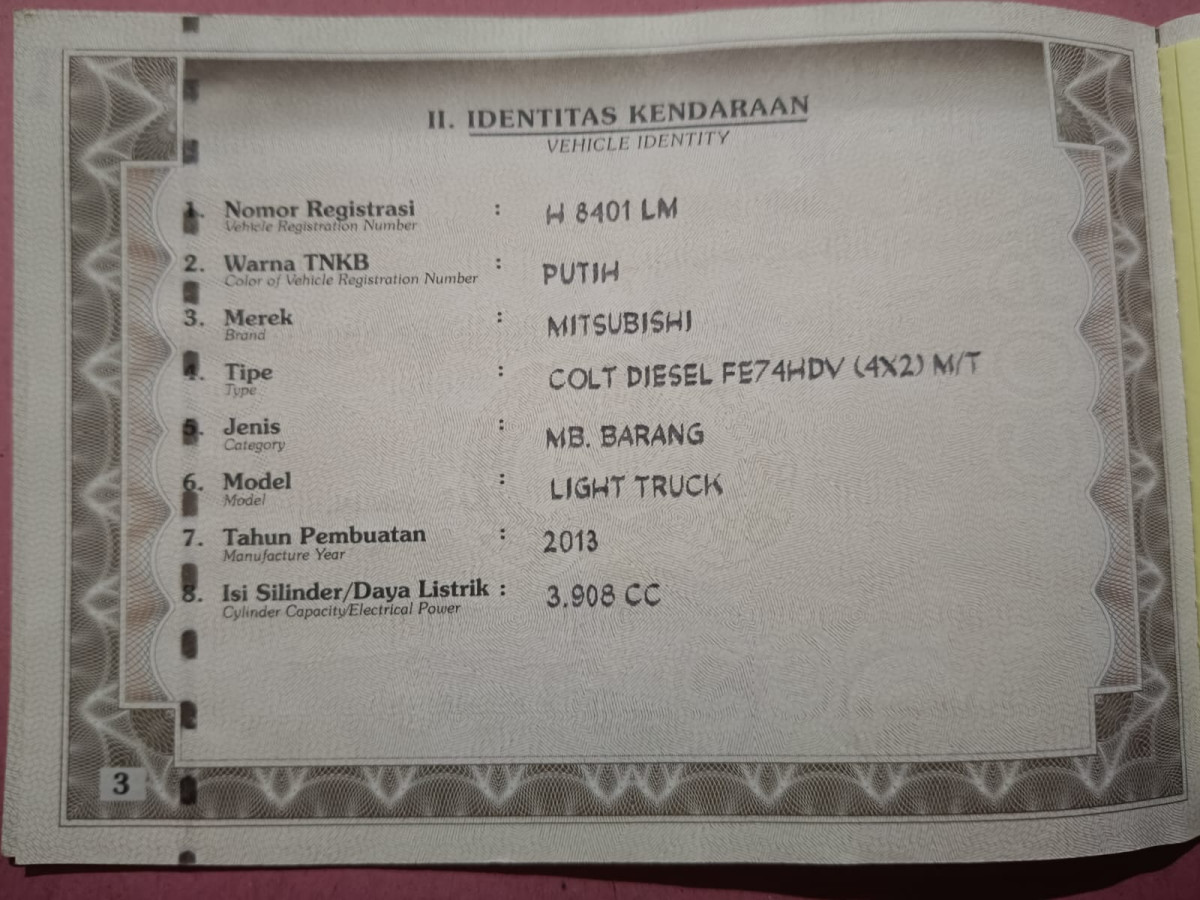 II. IDENTITAS KENDARAAN
VEHICLE IDENTITY
1. Nomor Registrasi : H 8401 LM
Vehicle Registration Number
2. Warna TNKB : PUTIH
Color of Vehicle Registration Number
3. Merek : MITSUBISHI
Brand
4. Tipe : COLT DIESEL FE74HDV (4X2) M/T
Type
5. Jenis : MB. BARANG
Category
6. Model : LIGHT TRUCK
Model
7. Tahun Pembuatan : 2013
Manufacture Year
8. Isi Silinder/Daya Listrik : 3.908 CC
Cylinder Capacity/Electrical Power
3